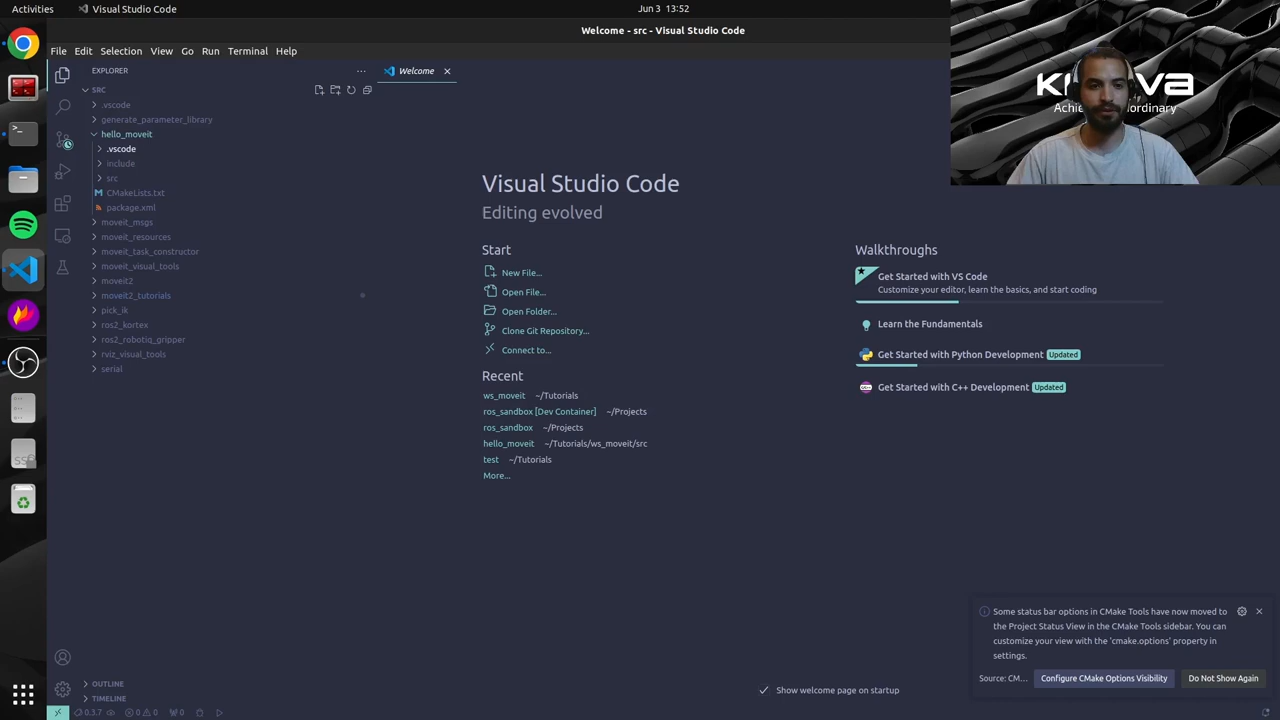 Activities
Visual Studio Code
Jun 3 13:52
Welcome - src - Visual Studio Code
File Edit Selection View Go Run Terminal Help
EXPLORER
Welcome
SRC
.vscode
generate_parameter_library
hello_moveit
.vscode
include
src
CMakeLists.txt
package.xml
moveit_msgs
moveit_resources
moveit_task_constructor
moveit_visual_tools
moveit2
moveit2_tutorials
pick_ik
ros2_kortex
ros2_robotiq_gripper
rviz_visual_tools
serial
OUTLINE
TIMELINE
Visual Studio Code
Editing evolved
Start
New File...
Open File...
Open Folder...
Clone Git Repository...
Connect to...
Recent
ws_moveit ~/Tutorials
ros_sandbox [Dev Container] ~/Projects
ros_sandbox ~/Projects
hello_moveit ~/Tutorials/ws_moveit/src
test ~/Tutorials
More...
Walkthroughs
Get Started with VS Code
Customize your editor, learn the basics, and start coding
Learn the Fundamentals
Get Started with Python Development Updated
Get Started with C++ Development Updated
Show welcome page on startup
Some status bar options in CMake Tools have now moved to
the Project Status View in the CMake Tools sidebar. You can
customize your view with the 'cmake.options' property in
settings.
Source: CM...
Configure CMake Options Visibility
Do Not Show Again
0.3.7
0 0
0